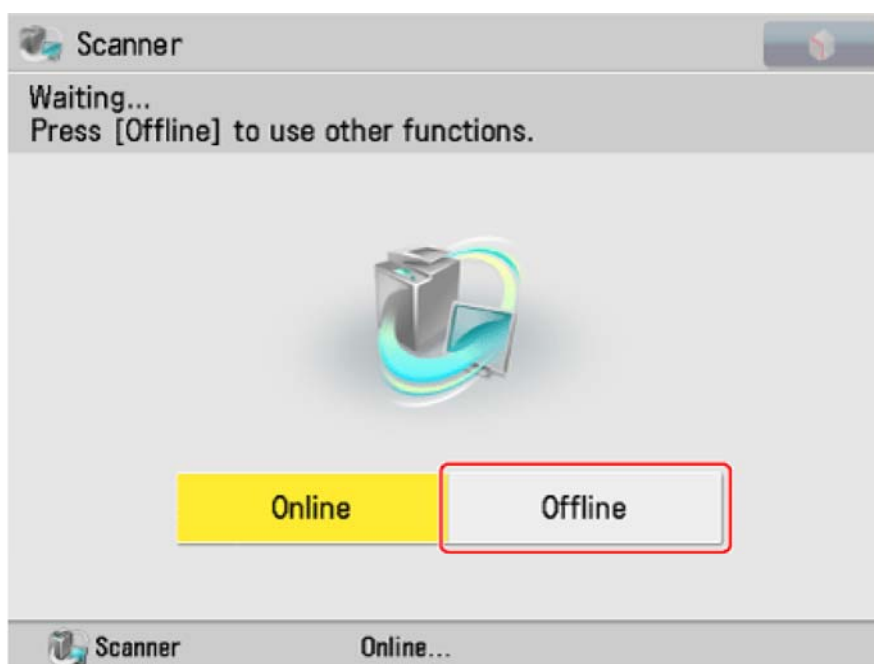 Scanner
Waiting...
Press [Offline] to use other functions.
Online
Offline
Scanner
Online...